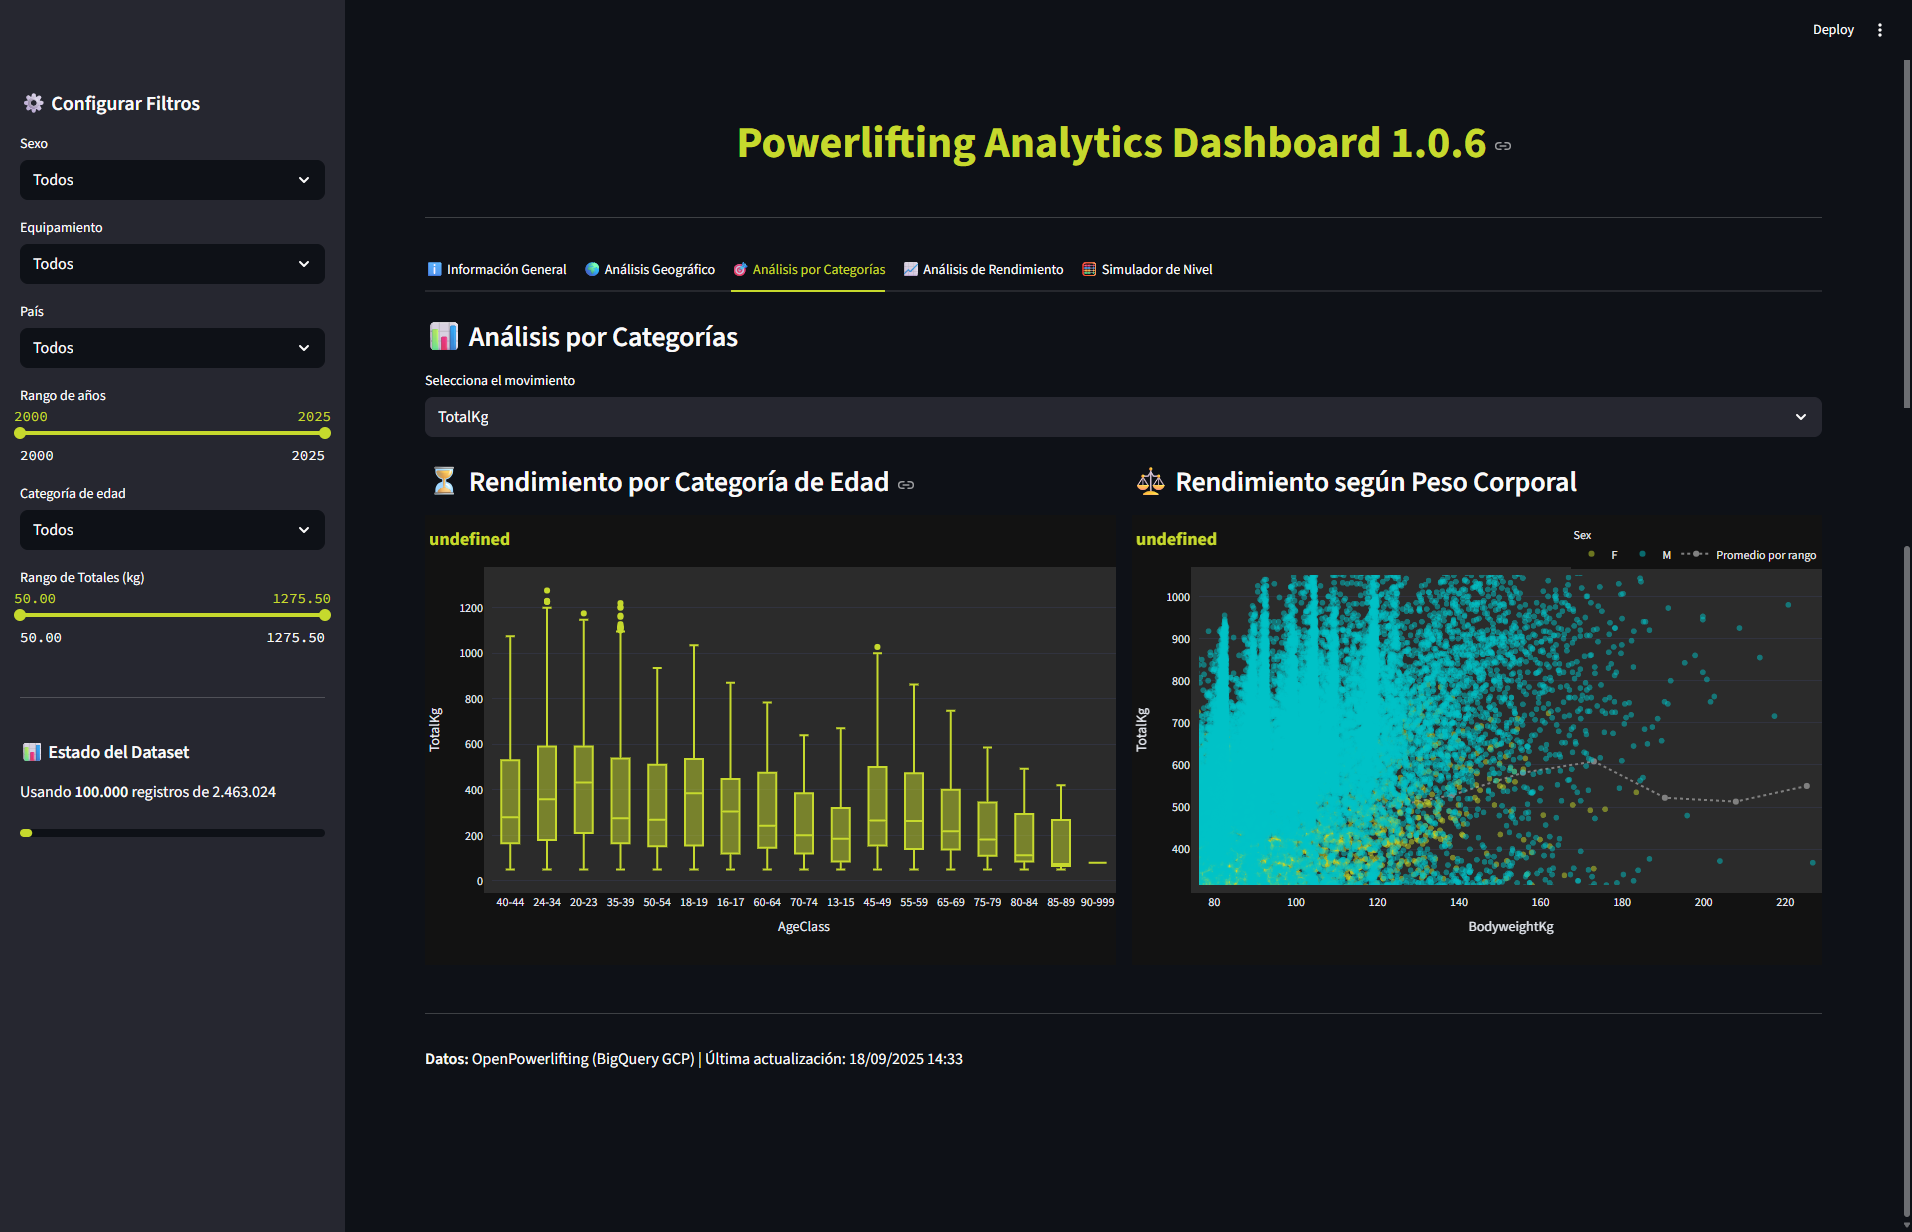 Deploy
Configurar Filtros
Sexo
Todos
Equipamiento
Todos
País
Todos
Rango de años
2000 2025
2000 2025
Categoría de edad
Todos
Rango de Totales (kg)
50.00 1275.50
50.00 1275.50
Estado del Dataset
Usando 100.000 registros de 2.463.024
Powerlifting Analytics Dashboard 1.0.6
Información General Análisis Geográfico Análisis por Categorías Análisis de Rendimiento Simulador de Nivel
Análisis por Categorías
Selecciona el movimiento
TotalKg
Rendimiento por Categoría de Edad
undefined
TotalKg
1200
1000
800
600
400
200
0
40-44 24-34 20-23 35-39 50-54 18-19 16-17 60-64 70-74 13-15 45-49 55-59 65-69 75-79 80-84 85-89 90-999
AgeClass
Rendimiento según Peso Corporal
undefined
Sex
F M Promedio por rango
TotalKg
1000
900
800
700
600
500
400
80 100 120 140 160 180 200 220
BodyweightKg
Datos: OpenPowerlifting (BigQuery GCP) | Última actualización: 18/09/2025 14:33